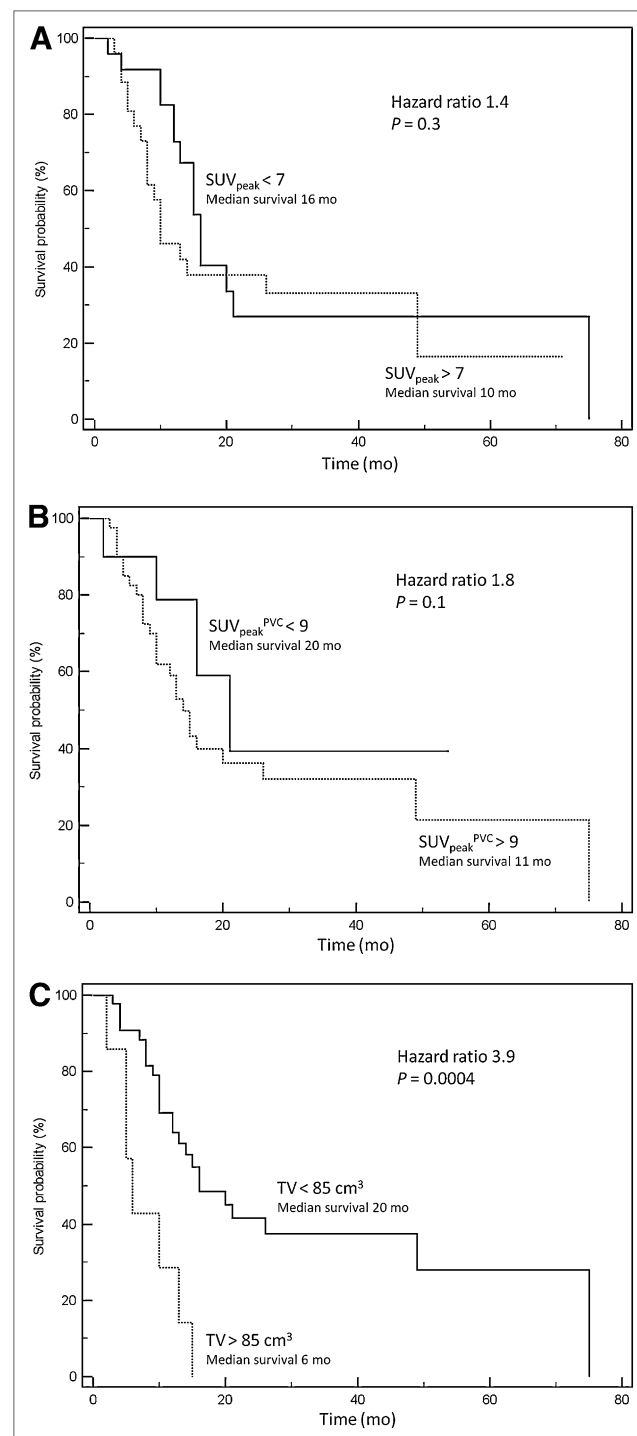 A
100
80
60
40
20
0
Survival probability (%)
Hazard ratio 1.4
P = 0.3
SUVpeak < 7
Median survival 16 mo
SUVpeak > 7
Median survival 10 mo
0 20 40 60 80
Time (mo)
B
100
80
60
40
20
0
Survival probability (%)
Hazard ratio 1.8
P = 0.1
SUVpeakPVC < 9
Median survival 20 mo
SUVpeakPVC > 9
Median survival 11 mo
0 20 40 60 80
Time (mo)
C
100
80
60
40
20
0
Survival probability (%)
Hazard ratio 3.9
P = 0.0004
TV < 85 cm³
Median survival 20 mo
TV > 85 cm³
Median survival 6 mo
0 20 40 60 80
Time (mo)